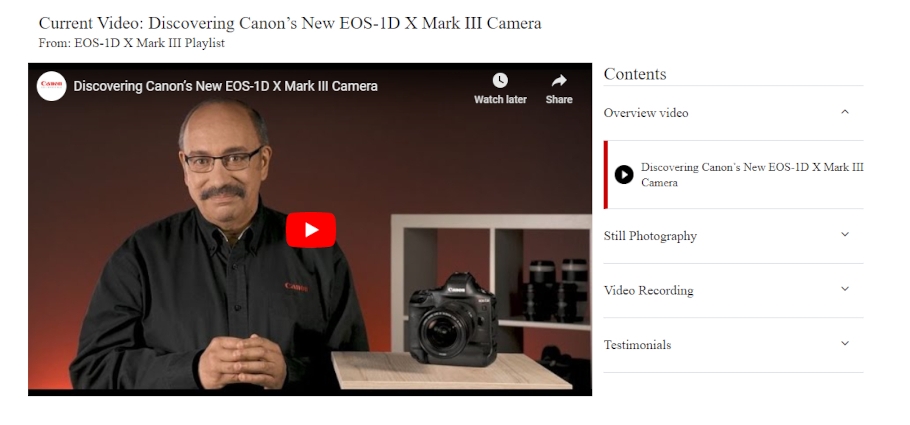 Current Video: Discovering Canon’s New EOS-1D X Mark III Camera
From: EOS-1D X Mark III Playlist
Canon
Discovering Canon’s New EOS-1D X Mark III Camera
Watch later
Share
Canon
Canon
Contents
Overview video
Discovering Canon’s New EOS-1D X Mark III
Camera
Still Photography
Video Recording
Testimonials